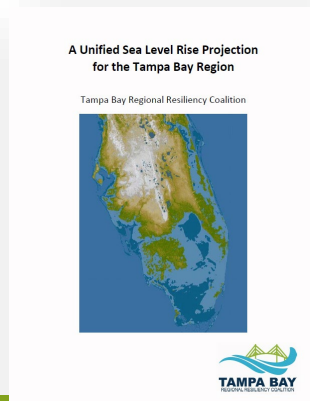 A Unified Sea Level Rise Projection
for the Tampa Bay Region
Tampa Bay Regional Resiliency Coalition
TAMPA BAY
REGIONAL RESILIENCY COALITION